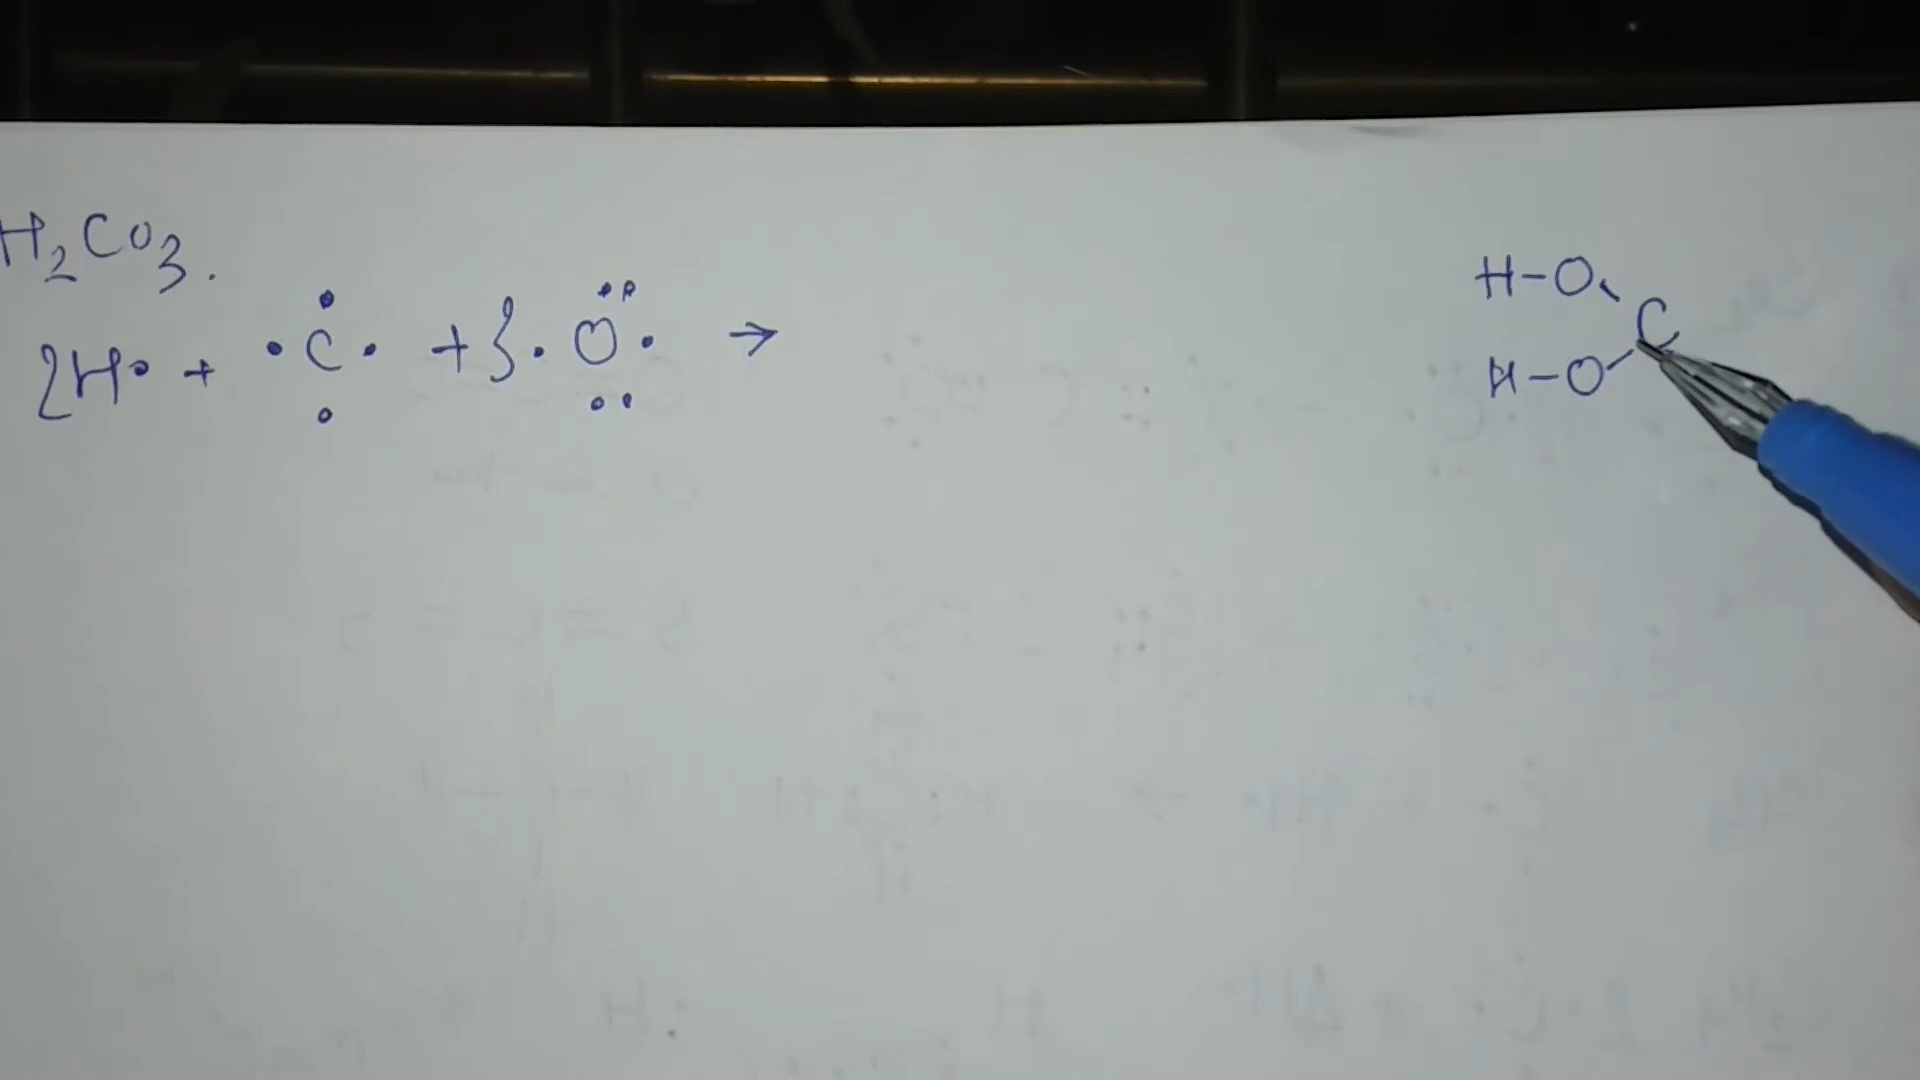 H₂CO₃.
2H• + •C• + 3•O• →
H-O
C
H-O